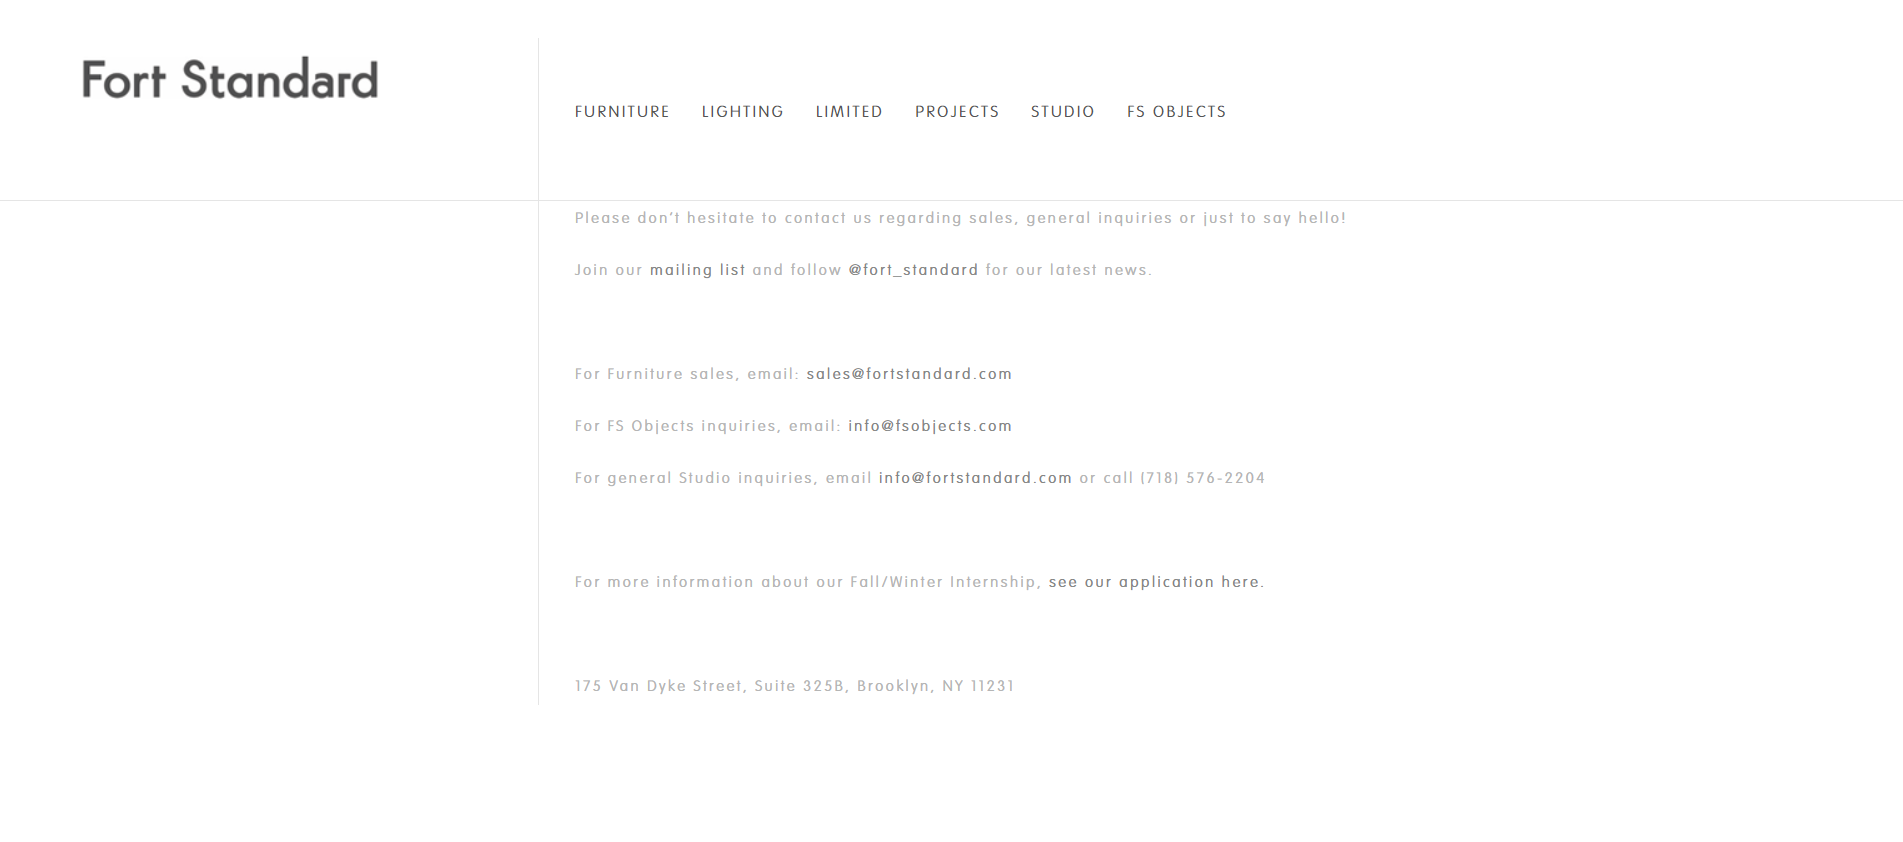 Fort Standard
FURNITURE LIGHTING LIMITED PROJECTS STUDIO FS OBJECTS
Please don’t hesitate to contact us regarding sales, general inquiries or just to say hello!
Join our mailing list and follow @fort_standard for our latest news.
For Furniture sales, email: sales@fortstandard.com
For FS Objects inquiries, email: info@fsobjects.com
For general Studio inquiries, email info@fortstandard.com or call (718) 576-2204
For more information about our Fall/Winter Internship, see our application here.
175 Van Dyke Street, Suite 325B, Brooklyn, NY 11231